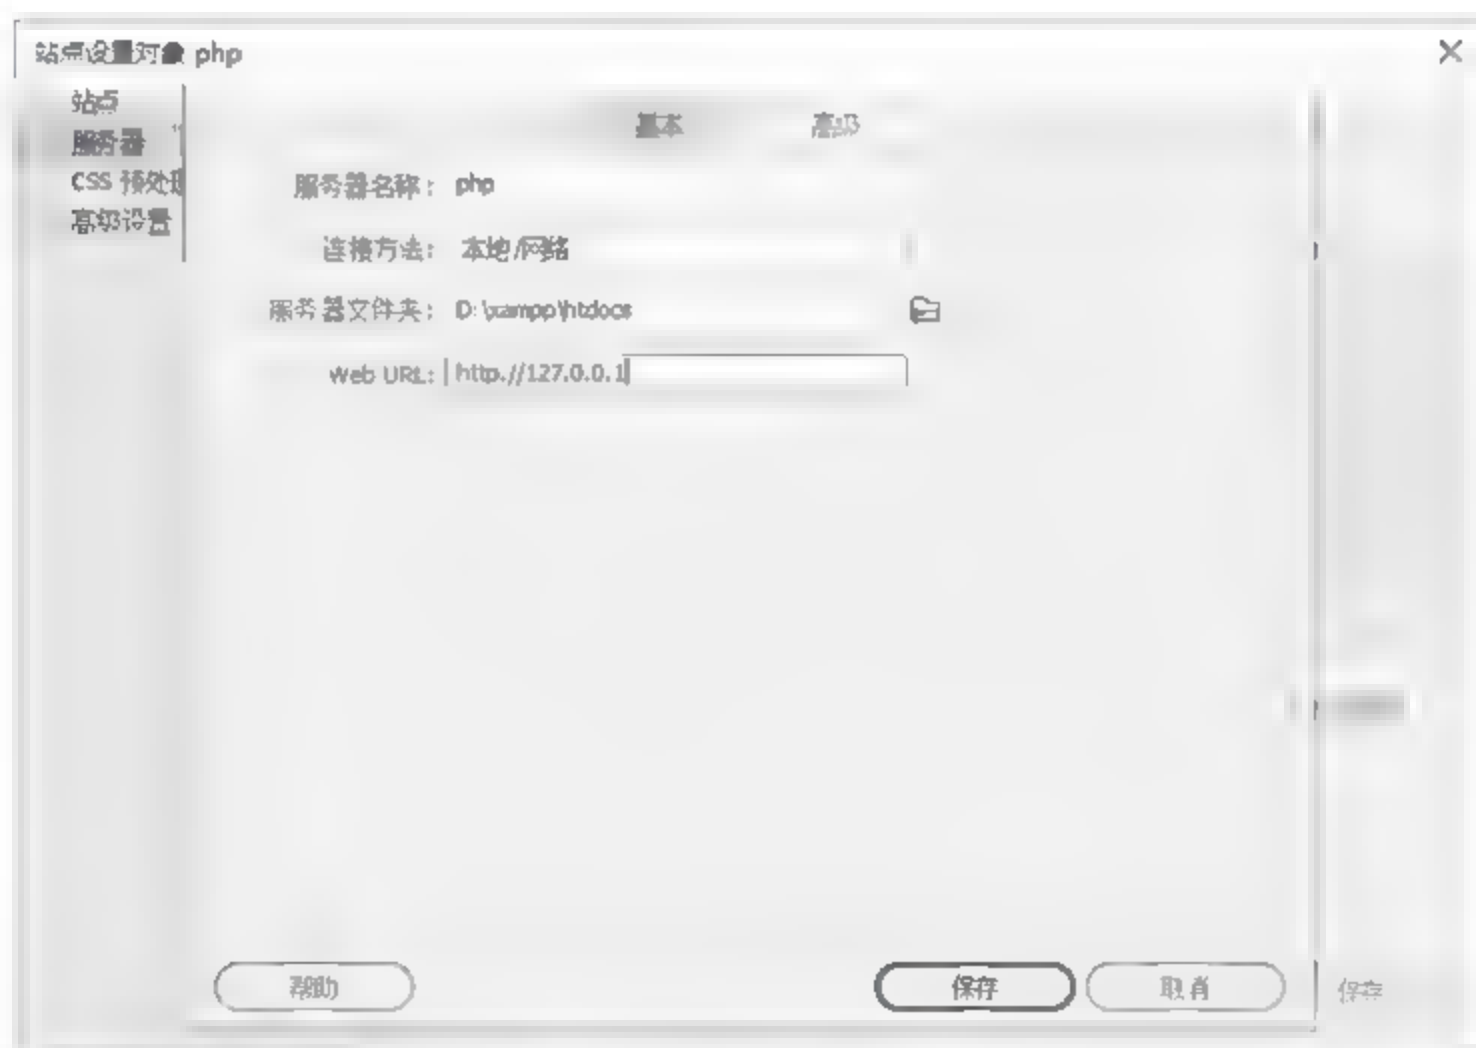 站点设置对象 php
站点
服务器
CSS 预处理
高级设置
基本 高级
服务器名称： php
连接方法： 本地/网络
服务器文件夹： D:\xampp\htdocs
Web URL: http://127.0.0.1
帮助 保存 取消 保存